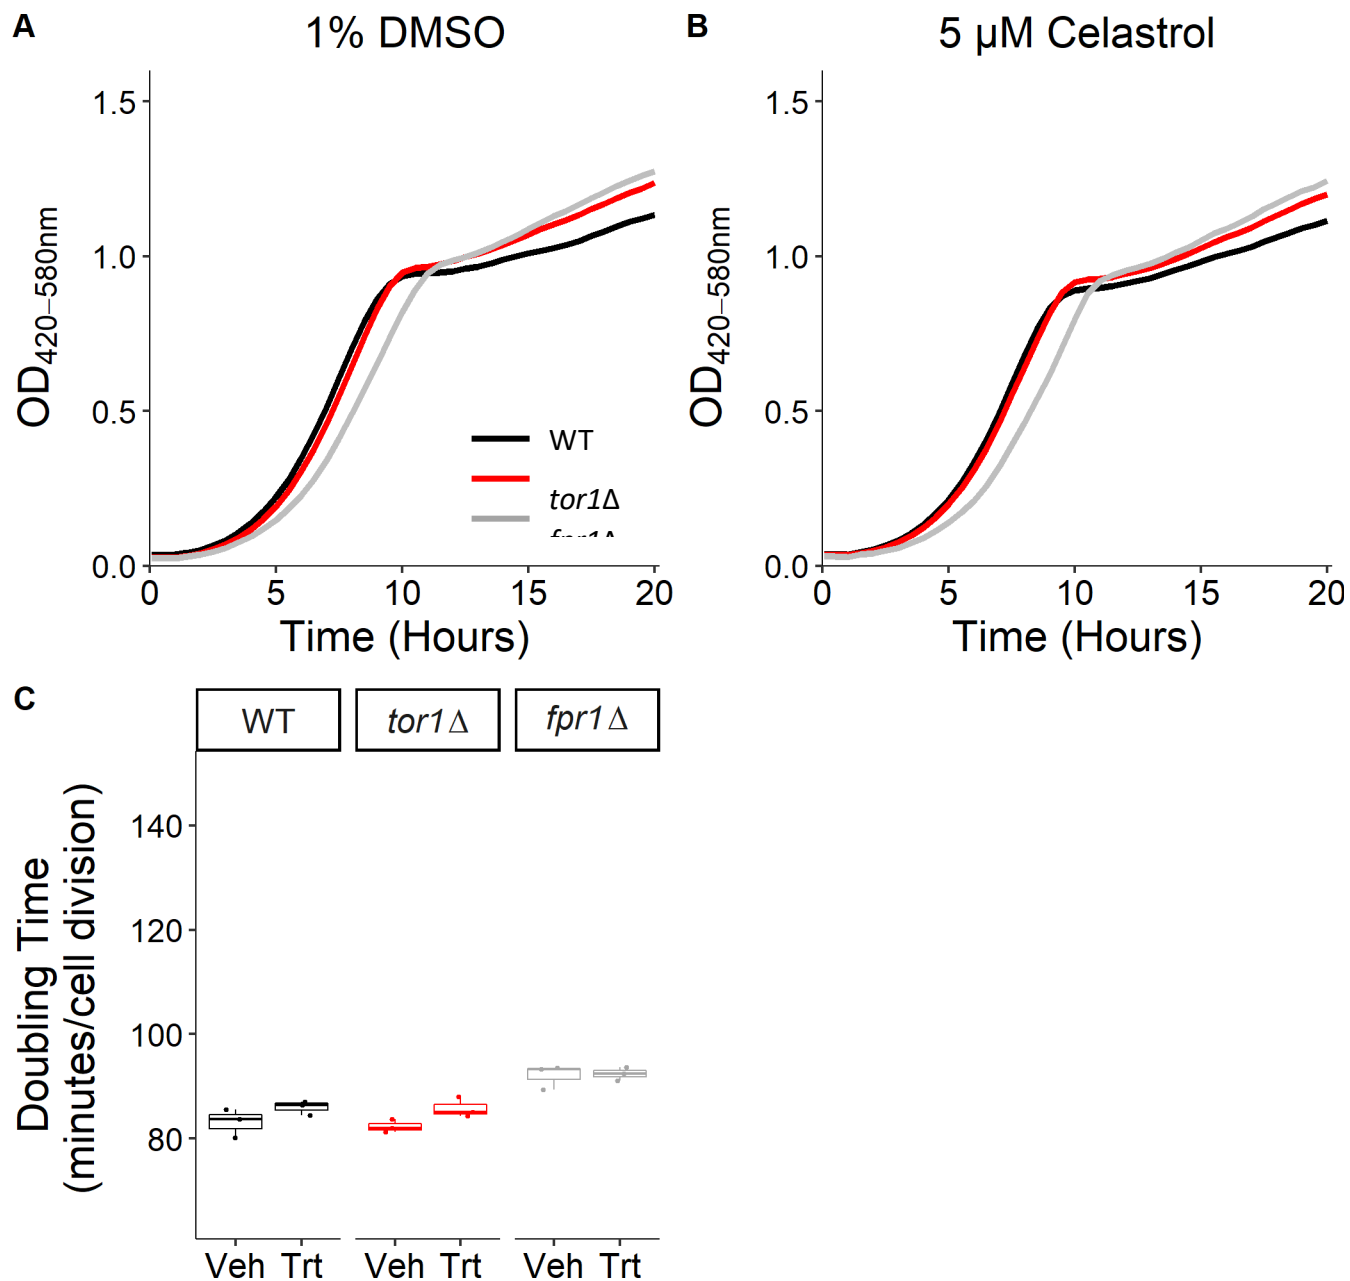 A
1% DMSO
OD420–580nm
1.5
1.0
0.5
0.0
WT
tor1Δ
0
5
10
15
20
Time (Hours)
B
5 µM Celastrol
OD420–580nm
1.5
1.0
0.5
0.0
0
5
10
15
20
Time (Hours)
C
WT
tor1Δ
fpr1Δ
Doubling Time
(minutes/cell division)
140
120
100
80
Veh Trt
Veh Trt
Veh Trt